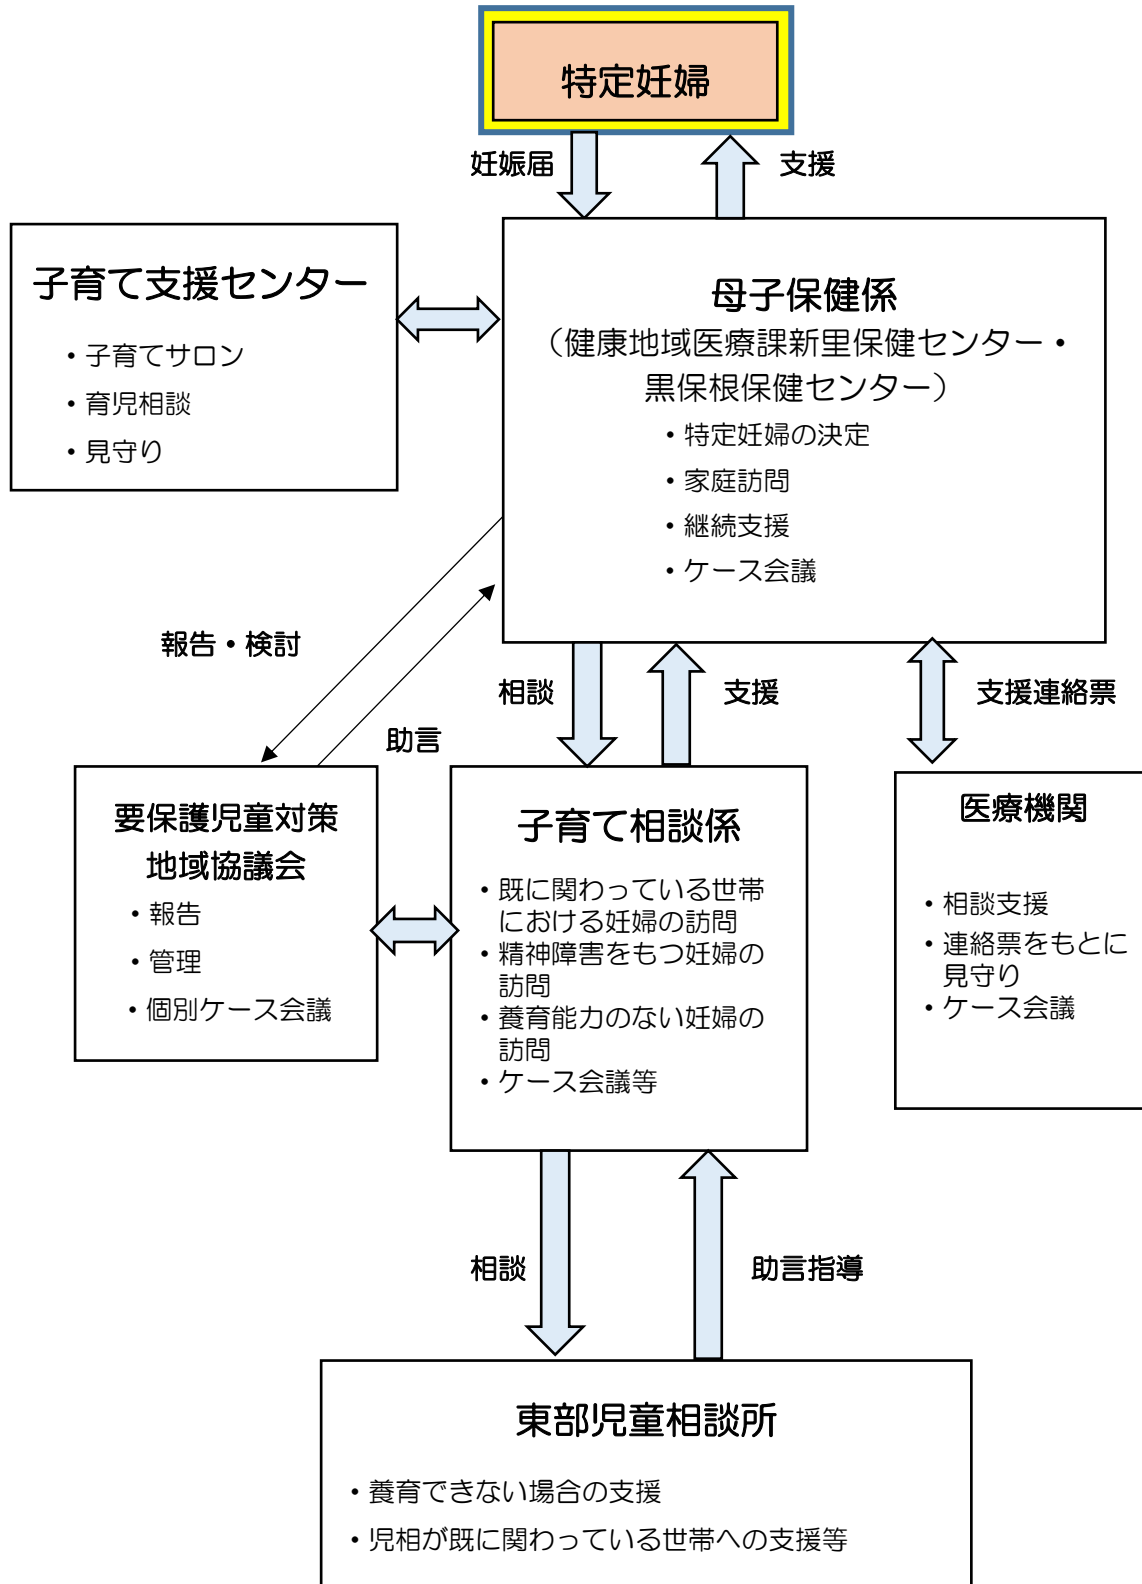 特定妊婦
妊娠届
支援
子育て支援センター
・子育てサロン
・育児相談
・見守り
母子保健係
（健康地域医療課新里保健センター・
黒保根保健センター）
・特定妊婦の決定
・家庭訪問
・継続支援
・ケース会議
報告・検討
助言
相談
支援
支援連絡票
要保護児童対策
地域協議会
・報告
・管理
・個別ケース会議
子育て相談係
・既に関わっている世帯
における妊婦の訪問
・精神障害をもつ妊婦の
訪問
・養育能力のない妊婦の
訪問
・ケース会議等
医療機関
・相談支援
・連絡票をもとに
見守り
・ケース会議
相談
助言指導
東部児童相談所
・養育できない場合の支援
・児相が既に関わっている世帯への支援等